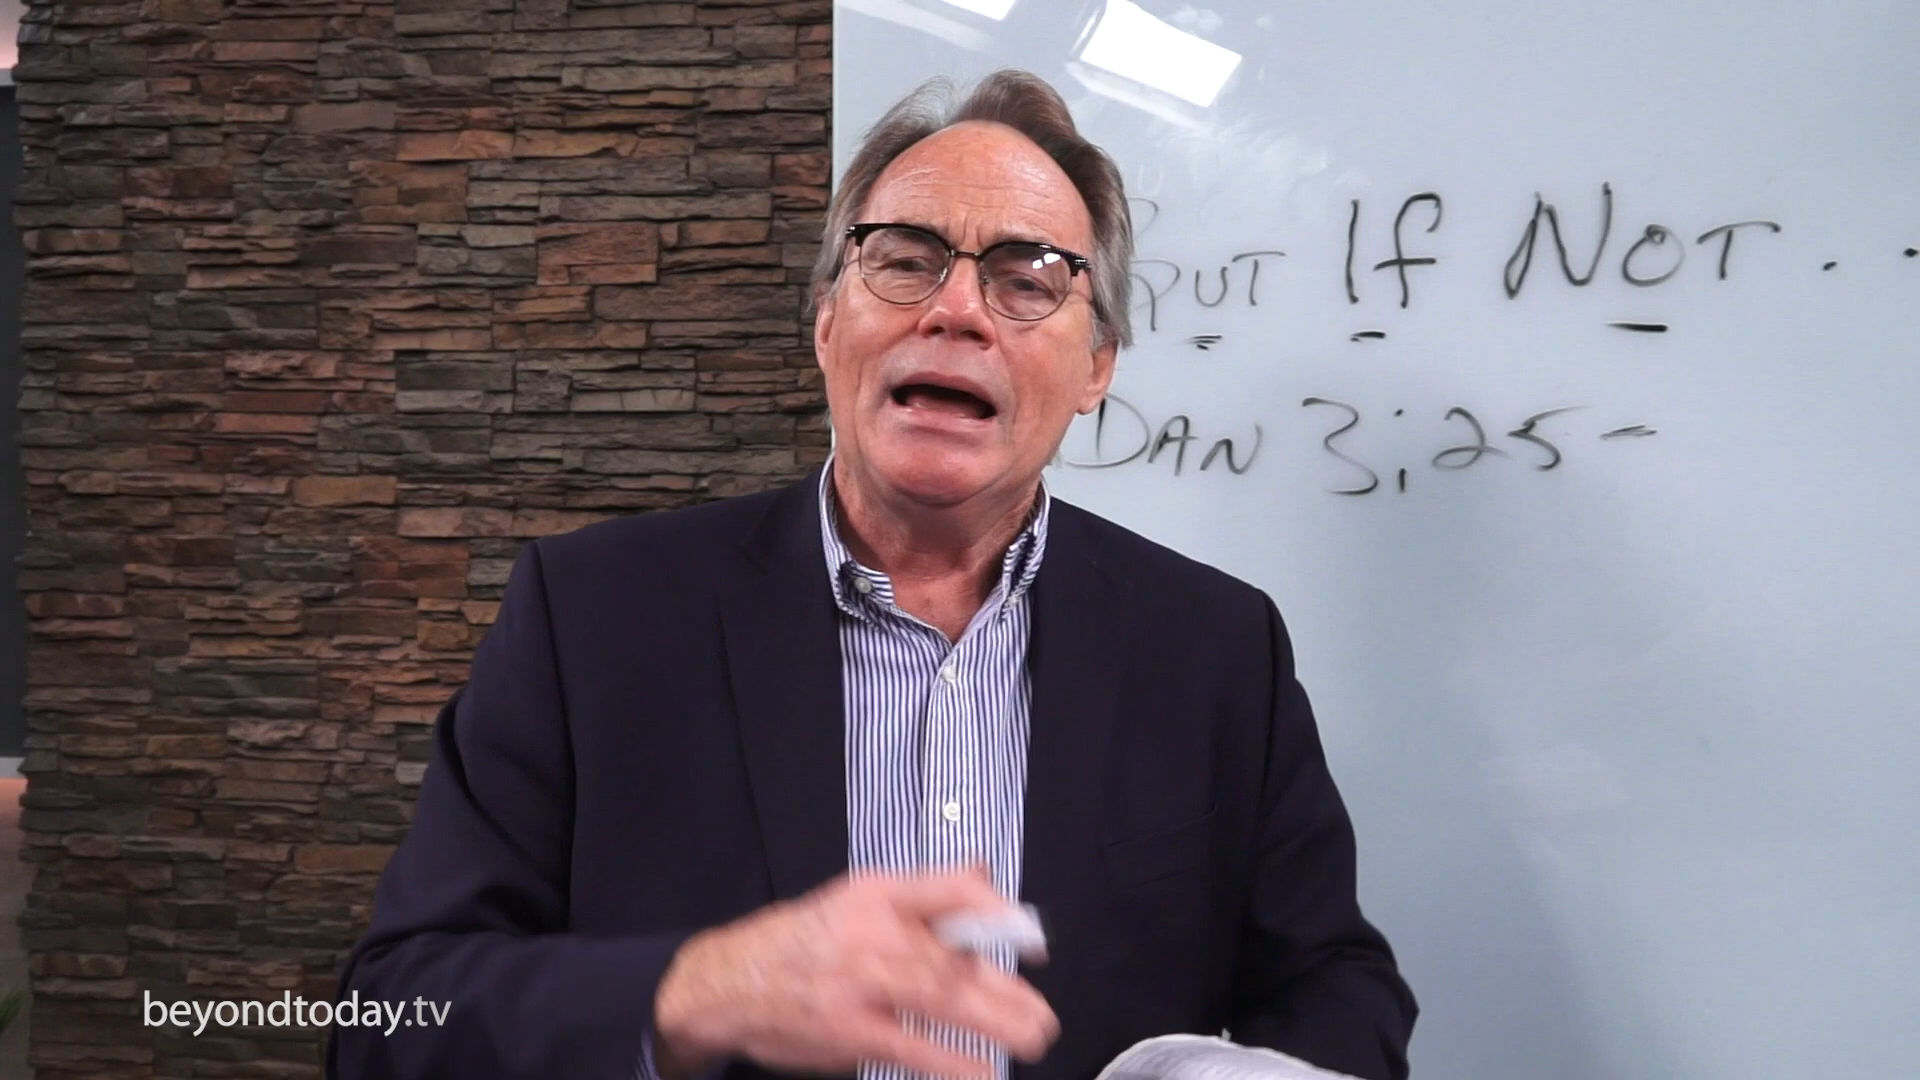 But If Not . .
DAN 3:25-
beyondtoday.tv